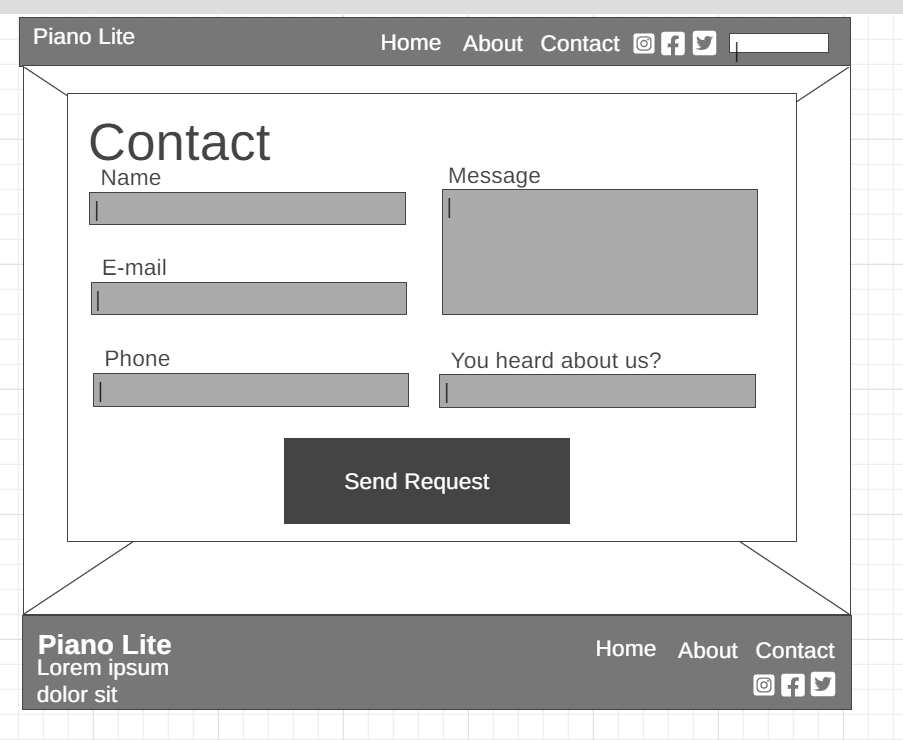 Piano Lite
Home About Contact
Contact
Name
Message
E-mail
Phone
You heard about us?
Send Request
Piano Lite
Lorem ipsum
dolor sit
Home About Contact